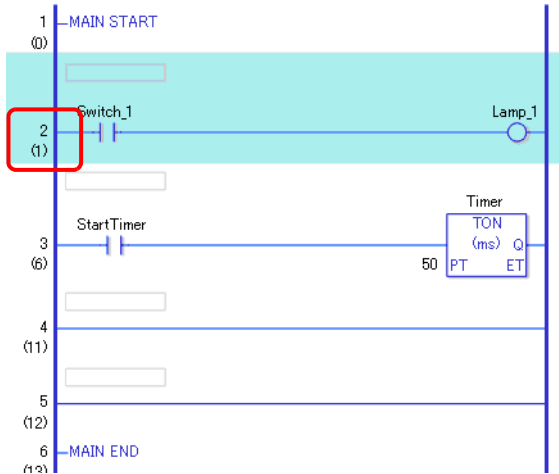 1 MAIN START
(0)
Switch_1 Lamp_1
2
(1)
Timer
StartTimer TON
3 (ms) Q
(6) 50 PT ET
4
(11)
5
(12)
6 MAIN END
(13)